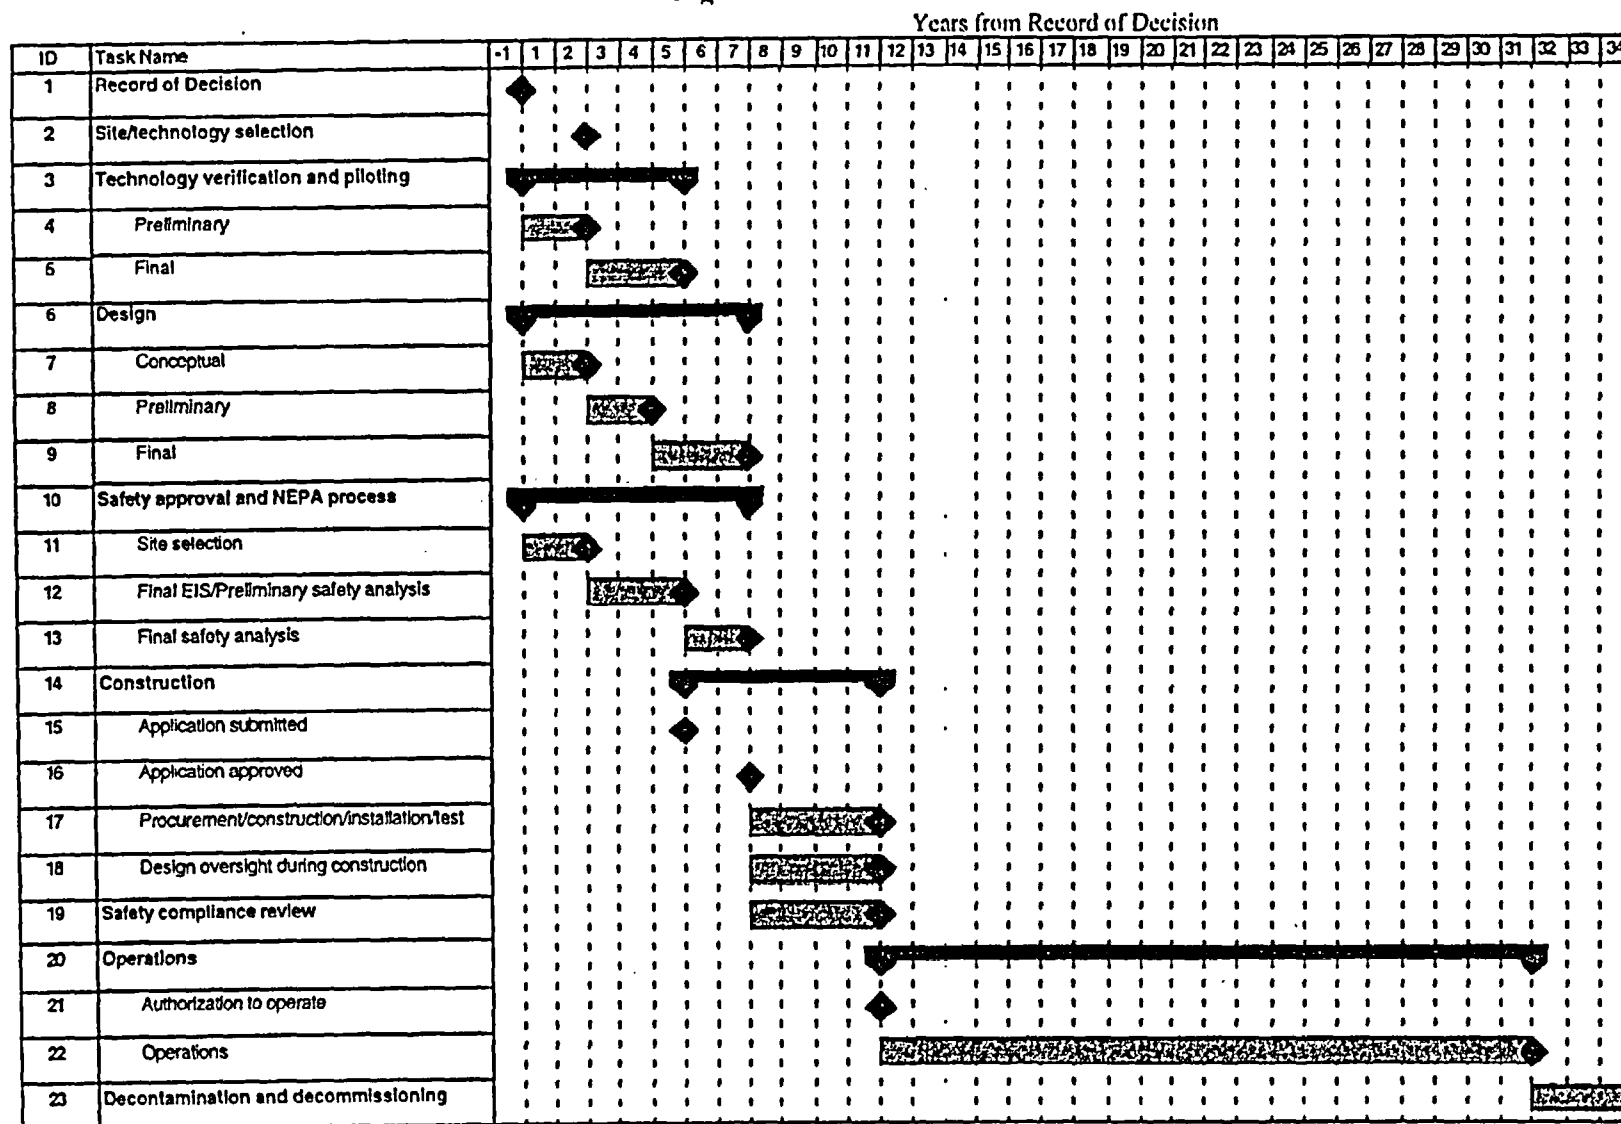 Years from Record of Decision
ID Task Name -1 1 2 3 4 5 6 7 8 9 10 11 12 13 14 15 16 17 18 19 20 21 22 23 24 25 26 27 28 29 30 31 32 33 34
1 Record of Decision
2 Site/technology selection
3 Technology verification and piloting
4 Preliminary
5 Final
6 Design
7 Conceptual
8 Preliminary
9 Final
10 Safety approval and NEPA process
11 Site selection
12 Final EIS/Preliminary safety analysis
13 Final safety analysis
14 Construction
15 Application submitted
16 Application approved
17 Procurement/construction/installation/test
18 Design oversight during construction
19 Safety compliance review
20 Operations
21 Authorization to operate
22 Operations
23 Decontamination and decommissioning